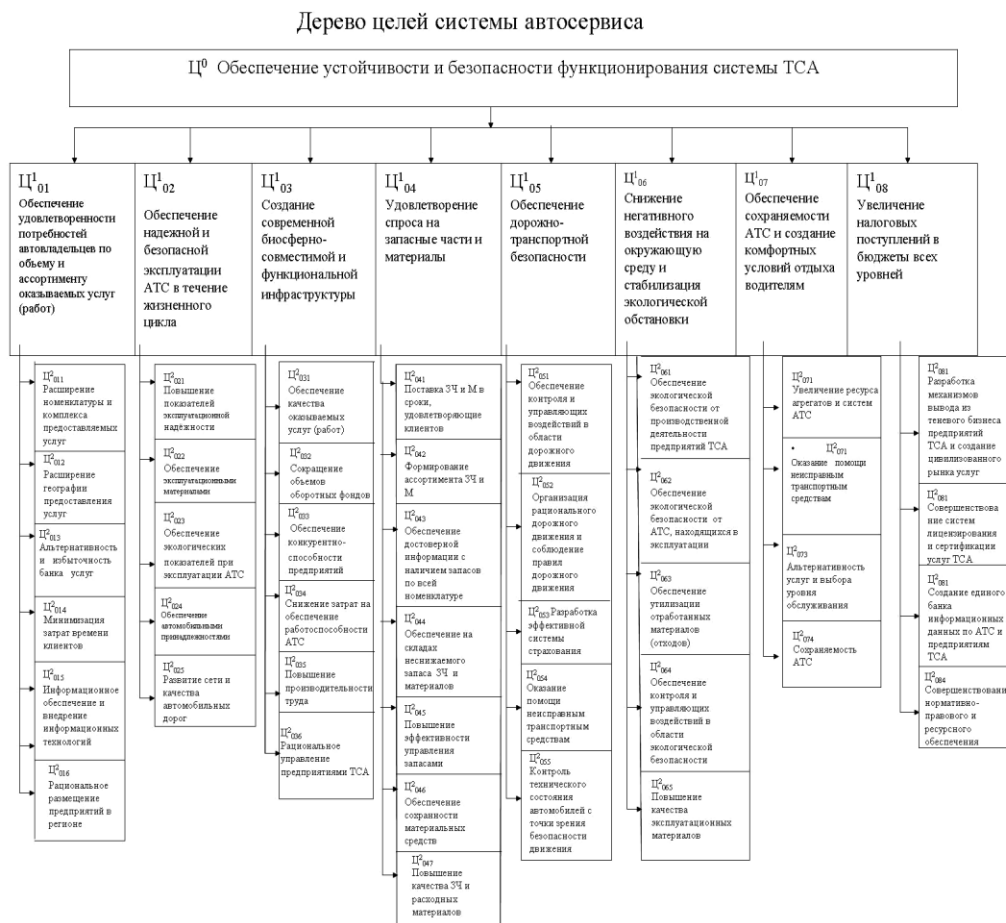 Дерево целей системы автосервиса
Ц⁰ Обеспечение устойчивости и безопасности функционирования системы ТСА
Ц¹01
Обеспечение
удовлетворенности
потребностей
автовладельцев по
объему и
ассортименту
оказываемых услуг
(работ)
Ц¹02
Обеспечение
надежной и
безопасной
эксплуатации
АТС в течение
жизненного
цикла
Ц¹03
Создание
современной
биосферно-
совместимой и
функциональной
инфраструктуры
Ц¹04
Удовлетворение
спроса на
запасные части и
материалы
Ц¹05
Обеспечение
дорожно-
транспортной
безопасности
Ц¹06
Снижение
негативного
воздействия на
окружающую
среду и
стабилизация
экологической
обстановки
Ц¹07
Обеспечение
сохраняемости
АТС и создание
комфортных
условий отдыха
водителям
Ц¹08
Увеличение
налоговых
поступлений в
бюджеты всех
уровней
Ц²011
Расширение
номенклатуры и
комплекса
предоставляемых
услуг
Ц²012
Расширение
географии
предоставления
услуг
Ц²013
Альтернативность
и избыточность
банка услуг
Ц²014
Минимизация
затрат времени
клиентов
Ц²015
Информационное
обеспечение и
внедрение
информационных
технологий
Ц²016
Рациональное
размещение
предприятий в
регионе
Ц²021
Повышение
показателей
эксплуатационной
надёжности
Ц²022
Обеспечение
эксплуатационными
материалами
Ц²023
Обеспечение
экологических
показателей при
эксплуатации АТС
Ц²024
Обеспечение
автомобильными
принадлежностями
Ц²025
Развитие сети и
качества
автомобильных
дорог
Ц²031
Обеспечение
качества
оказываемых
услуг (работ)
Ц²032
Сокращение
объемов
оборотных фондов
Ц²033
Обеспечение
конкурентно-
способности
предприятий
Ц²034
Снижение затрат на
обеспечение
работоспособности
АТС
Ц²035
Повышение
производительности
труда
Ц²036
Рациональное
управление
предприятиями ТСА
Ц²041
Поставка ЗЧ и М в
сроки,
удовлетворяющие
клиентов
Ц²042
Формирование
ассортимента ЗЧ и
М
Ц²043
Обеспечение
достоверной
информации с
наличием запасов по
всей
номенклатуре
Ц²044
Обеспечение на
складах
неснижаемого
запаса ЗЧ и
материалов
Ц²045
Повышение
эффективности
управления
запасами
Ц²046
Обеспечение
сохранности
материальных
средств
Ц²047
Повышение
качества ЗЧ и
расходных
материалов
Ц²051
Обеспечение
контроля и
управляющих
воздействий в
области
дорожного
движения
Ц²052
Организация
рационального
дорожного
движения и
соблюдение
правил
дорожного
движения
Ц²053 Разработка
эффективной
системы
страхования
Ц²054
Оказание
помощи
неисправным
транспортным
средствам
Ц²055
Контроль
технического
состояния
автомобилей с
точки зрения
безопасности
движения
Ц²061
Обеспечение
экологической
безопасности от
производственной
деятельности
предприятий ТСА
Ц²062
Обеспечение
экологической
безопасности от
АТС, находящихся в
эксплуатации
Ц²063
Обеспечение
утилизации
отработанных
материалов
(отходов)
Ц²064
Обеспечение
контроля и
управляющих
воздействий в
области
экологической
безопасности
Ц²065
Повышение
качества
эксплуатационных
материалов
Ц²071
Увеличение ресурса
агрегатов и систем
АТС
• Ц²071
Оказание помощи
неисправным
транспортным
средствам
Ц²073
Альтернативность
услуг и выбора
уровня
обслуживания
Ц²074
Сохраняемость
АТС
Ц²081
Разработка
механизмов
вывода из
теневого бизнеса
предприятий
ТСА и создание
цивилизованного
рынка услуг
Ц²081
Совершенствова
ние систем
лицензирования
и сертификации
услуг ТСА
Ц²081
Создание единого
банка
информационных
данных по АТС и
предприятиям
ТСА
Ц²084
Совершенствовани
нормативно-
правового и
ресурсного
обеспечения